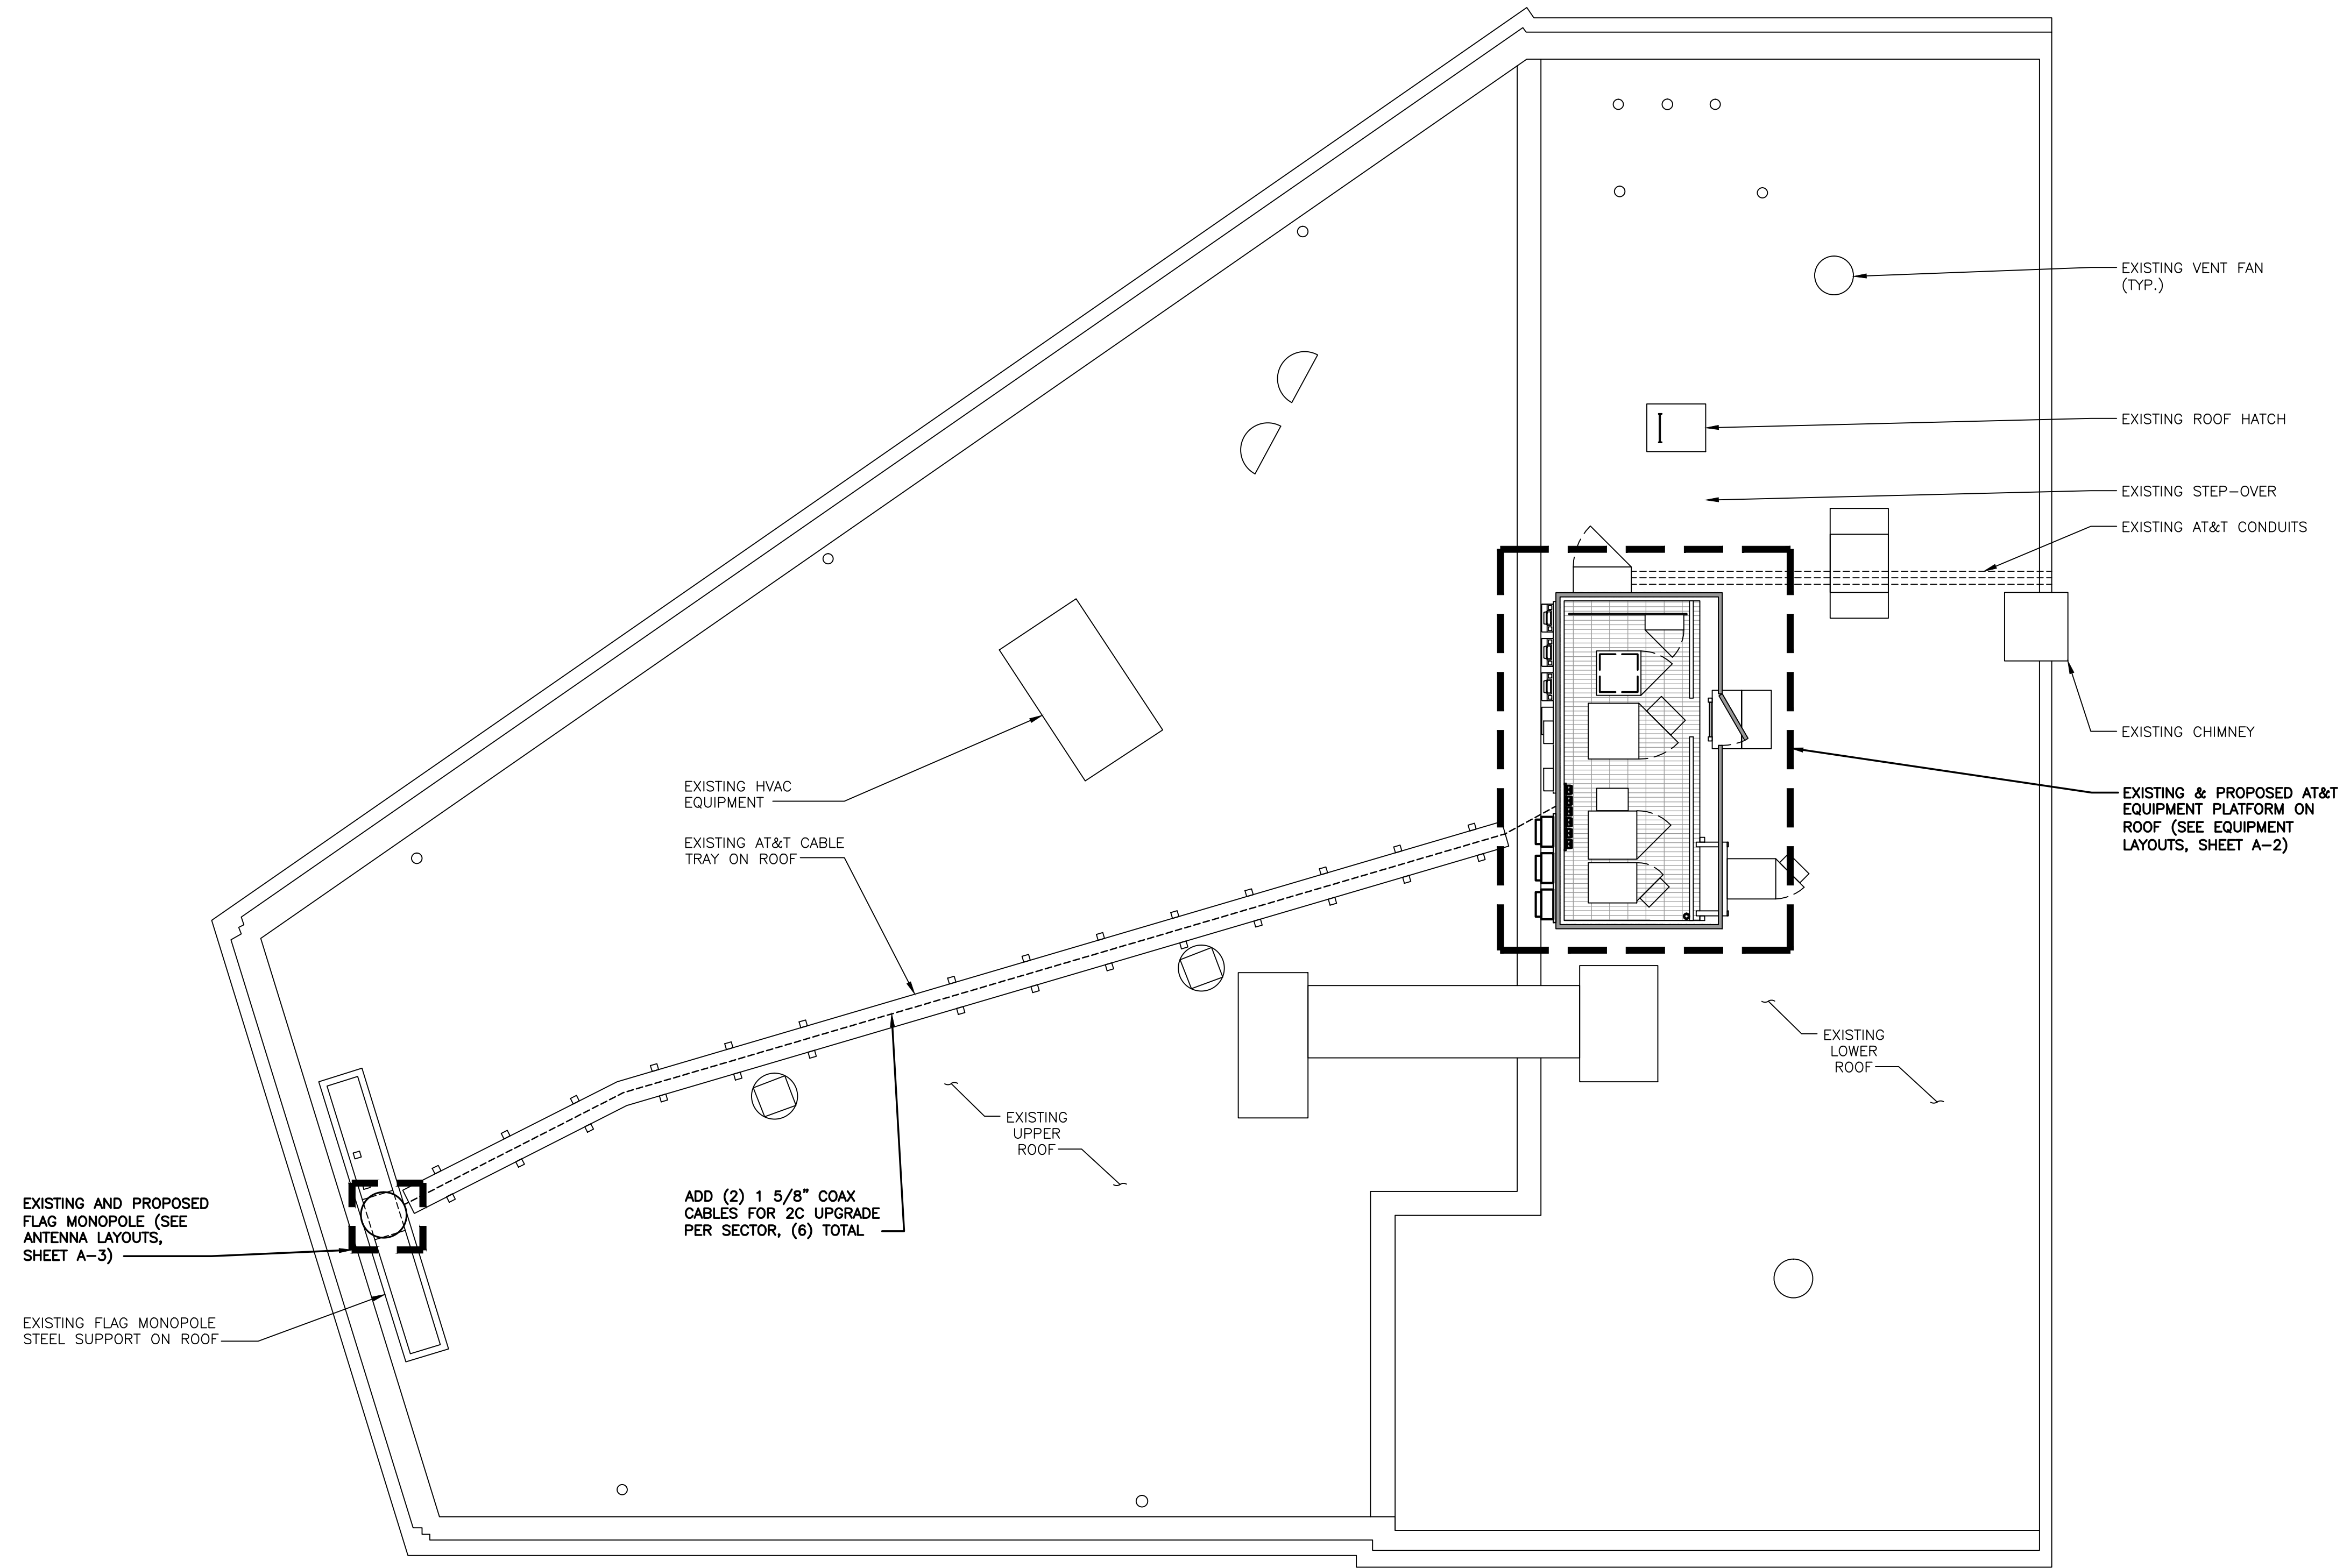 EXISTING VENT FAN
(TYP.)
EXISTING ROOF HATCH
EXISTING STEP-OVER
EXISTING AT&T CONDUITS
EXISTING CHIMNEY
EXISTING & PROPOSED AT&T
EQUIPMENT PLATFORM ON
ROOF (SEE EQUIPMENT
LAYOUTS, SHEET A-2)
EXISTING HVAC
EQUIPMENT
EXISTING AT&T CABLE
TRAY ON ROOF
EXISTING
LOWER
ROOF
EXISTING
UPPER
ROOF
ADD (2) 1 5/8" COAX
CABLES FOR 2C UPGRADE
PER SECTOR, (6) TOTAL
EXISTING AND PROPOSED
FLAG MONOPOLE (SEE
ANTENNA LAYOUTS,
SHEET A-3)
EXISTING FLAG MONOPOLE
STEEL SUPPORT ON ROOF